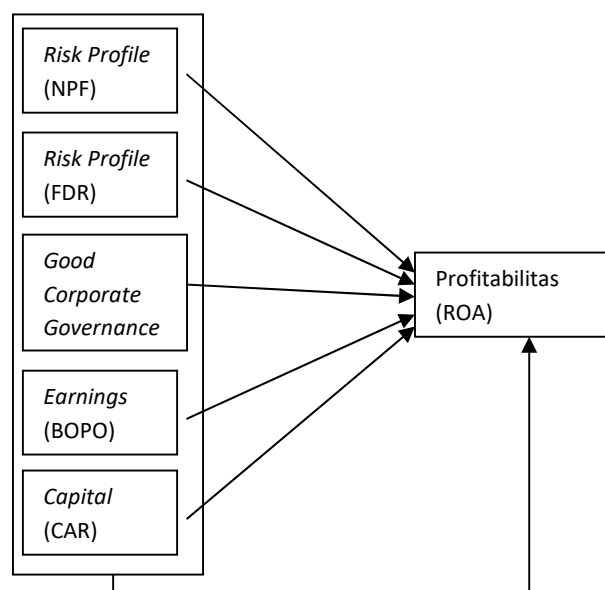 Risk Profile
(NPF)
Risk Profile
(FDR)
Good
Corporate
Governance
Earnings
(BOPO)
Capital
(CAR)
Profitabilitas
(ROA)